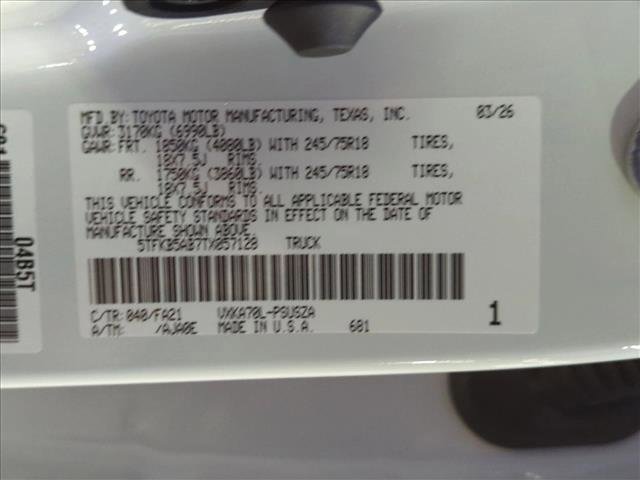 MFD.BY:TOYOTA MOTOR MANUFACTURING, TEXAS, INC. 03/26
GVWR:3170KG (6990LB)
GAWR:FRT. 1850KG (4080LB) WITH 245/75R18 TIRES,
18X7.5J RIMS.
RR. 1750KG (3860LB) WITH 245/75R18 TIRES,
18X7.5J RIMS.
THIS VEHICLE CONFORMS TO ALL APPLICABLE FEDERAL MOTOR
VEHICLE SAFETY STANDARDS IN EFFECT ON THE DATE OF
MANUFACTURE SHOWN ABOVE.
5TFKB5AB7TX057120 TRUCK
C/TR:040/FA21 VXKA70L-PSUSZA
A/TM: /AJA0E MADE IN U.S.A. 681
1
04B5T